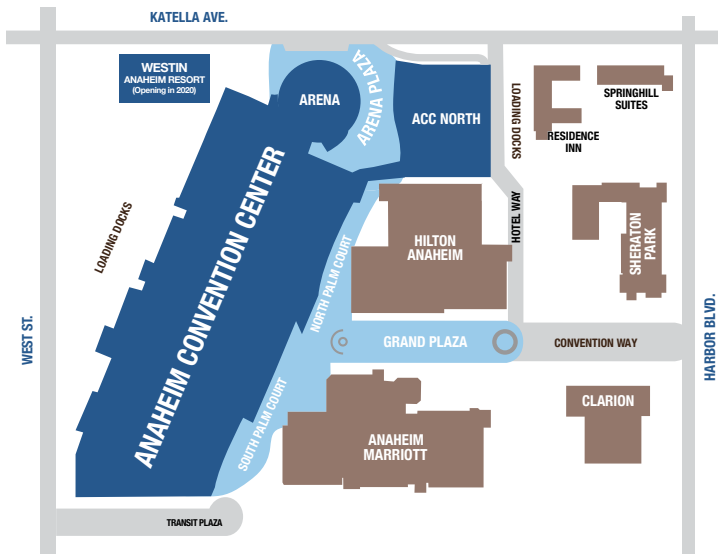 KATELLA AVE.
WESTIN
ANAHEIM RESORT
(Opening in 2020)
ARENA
ARENA PLAZA
ACC NORTH
LOADING DOCKS
SPRINGHILL
SUITES
RESIDENCE
INN
LOADING DOCKS
ANAHEIM CONVENTION CENTER
NORTH PALM COURT
HILTON
ANAHEIM
HOTEL WAY
SHERATON
PARK
WEST ST.
HARBOR BLVD.
GRAND PLAZA
CONVENTION WAY
SOUTH PALM COURT
ANAHEIM
MARRIOTT
CLARION
TRANSIT PLAZA